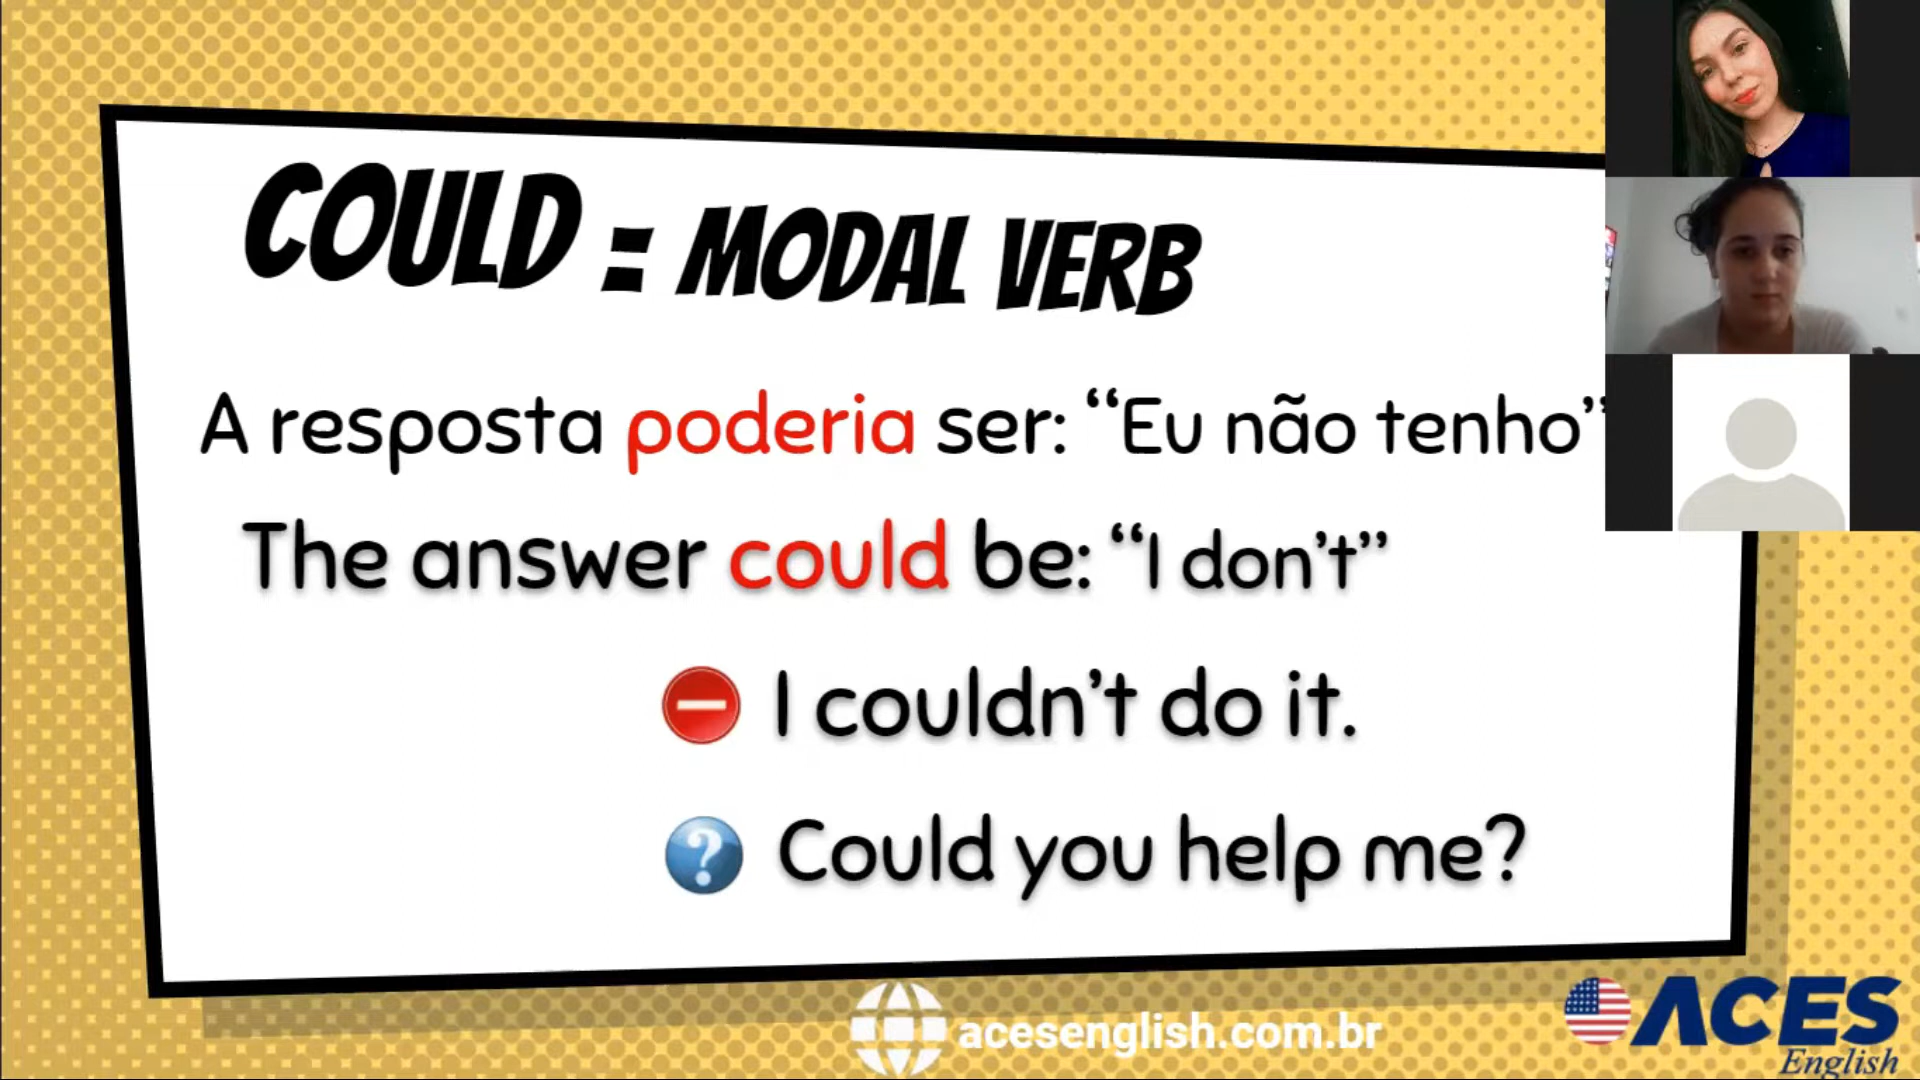 COULD = MODAL VERB
A resposta poderia ser: “Eu não tenho”
The answer could be: “I don’t”
I couldn’t do it.
? Could you help me?
acesenglish.com.br
ACES
English